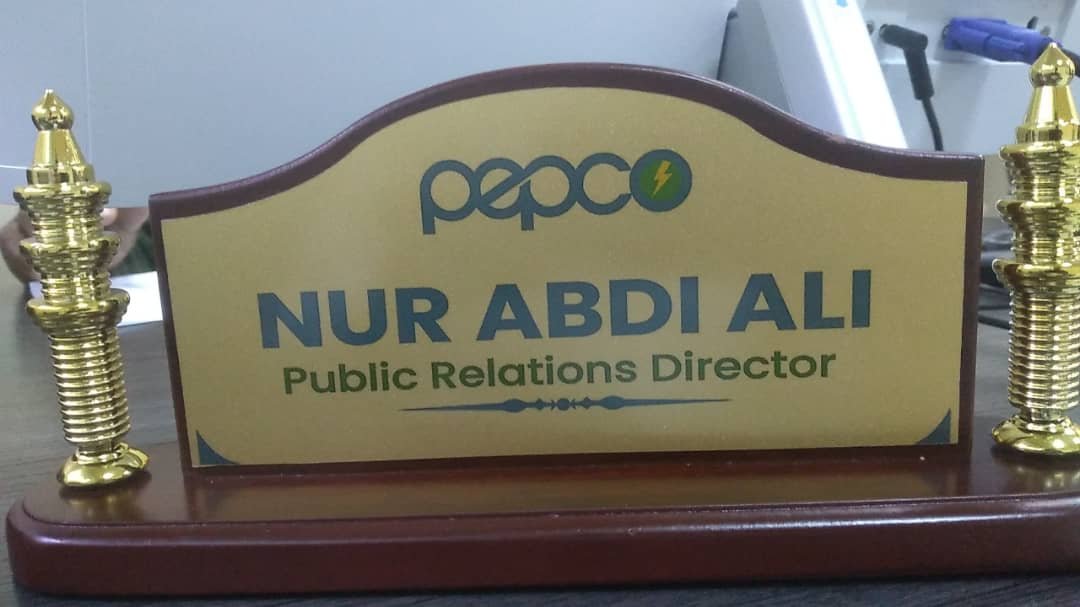 pepco
NUR ABDI ALI
Public Relations Director